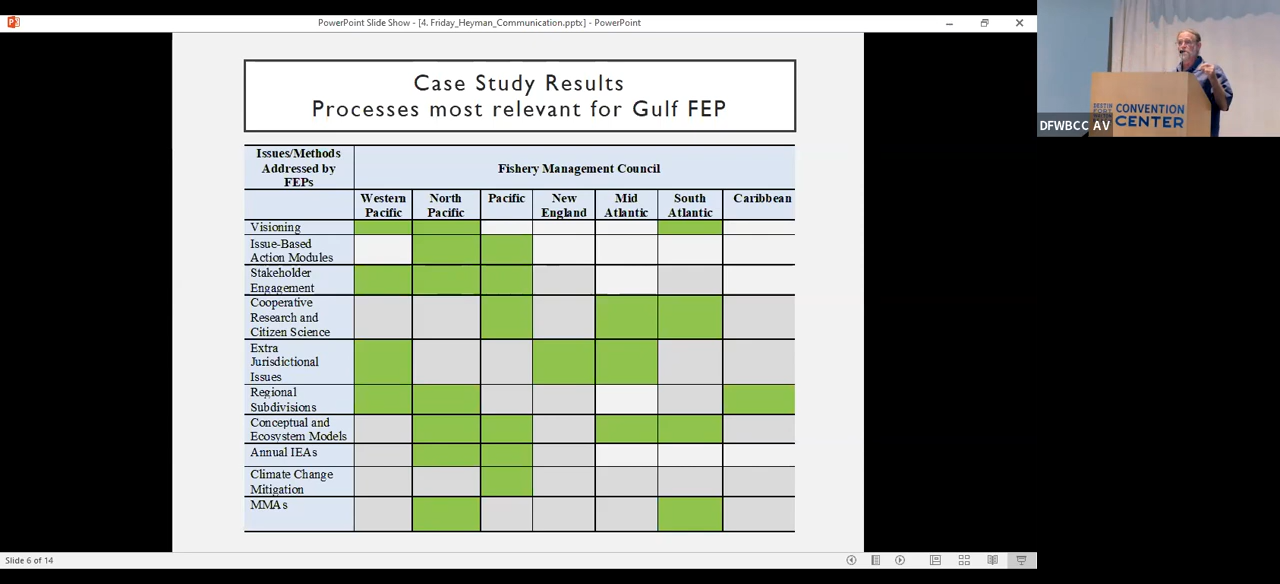 PowerPoint Slide Show - [4. Friday_Heyman_Communication.pptx] - PowerPoint
Case Study Results
Processes most relevant for Gulf FEP
Issues/Methods
Addressed by
FEPs
Fishery Management Council
Western
Pacific
North
Pacific
Pacific
New
England
Mid
Atlantic
South
Atlantic
Caribbean
Visioning
Issue-Based
Action Modules
Stakeholder
Engagement
Cooperative
Research and
Citizen Science
Extra
Jurisdictional
Issues
Regional
Subdivisions
Conceptual and
Ecosystem Models
Annual IEAs
Climate Change
Mitigation
MMAs
Slide 6 of 14
CONVENTION
CENTER
DFWBCC AV